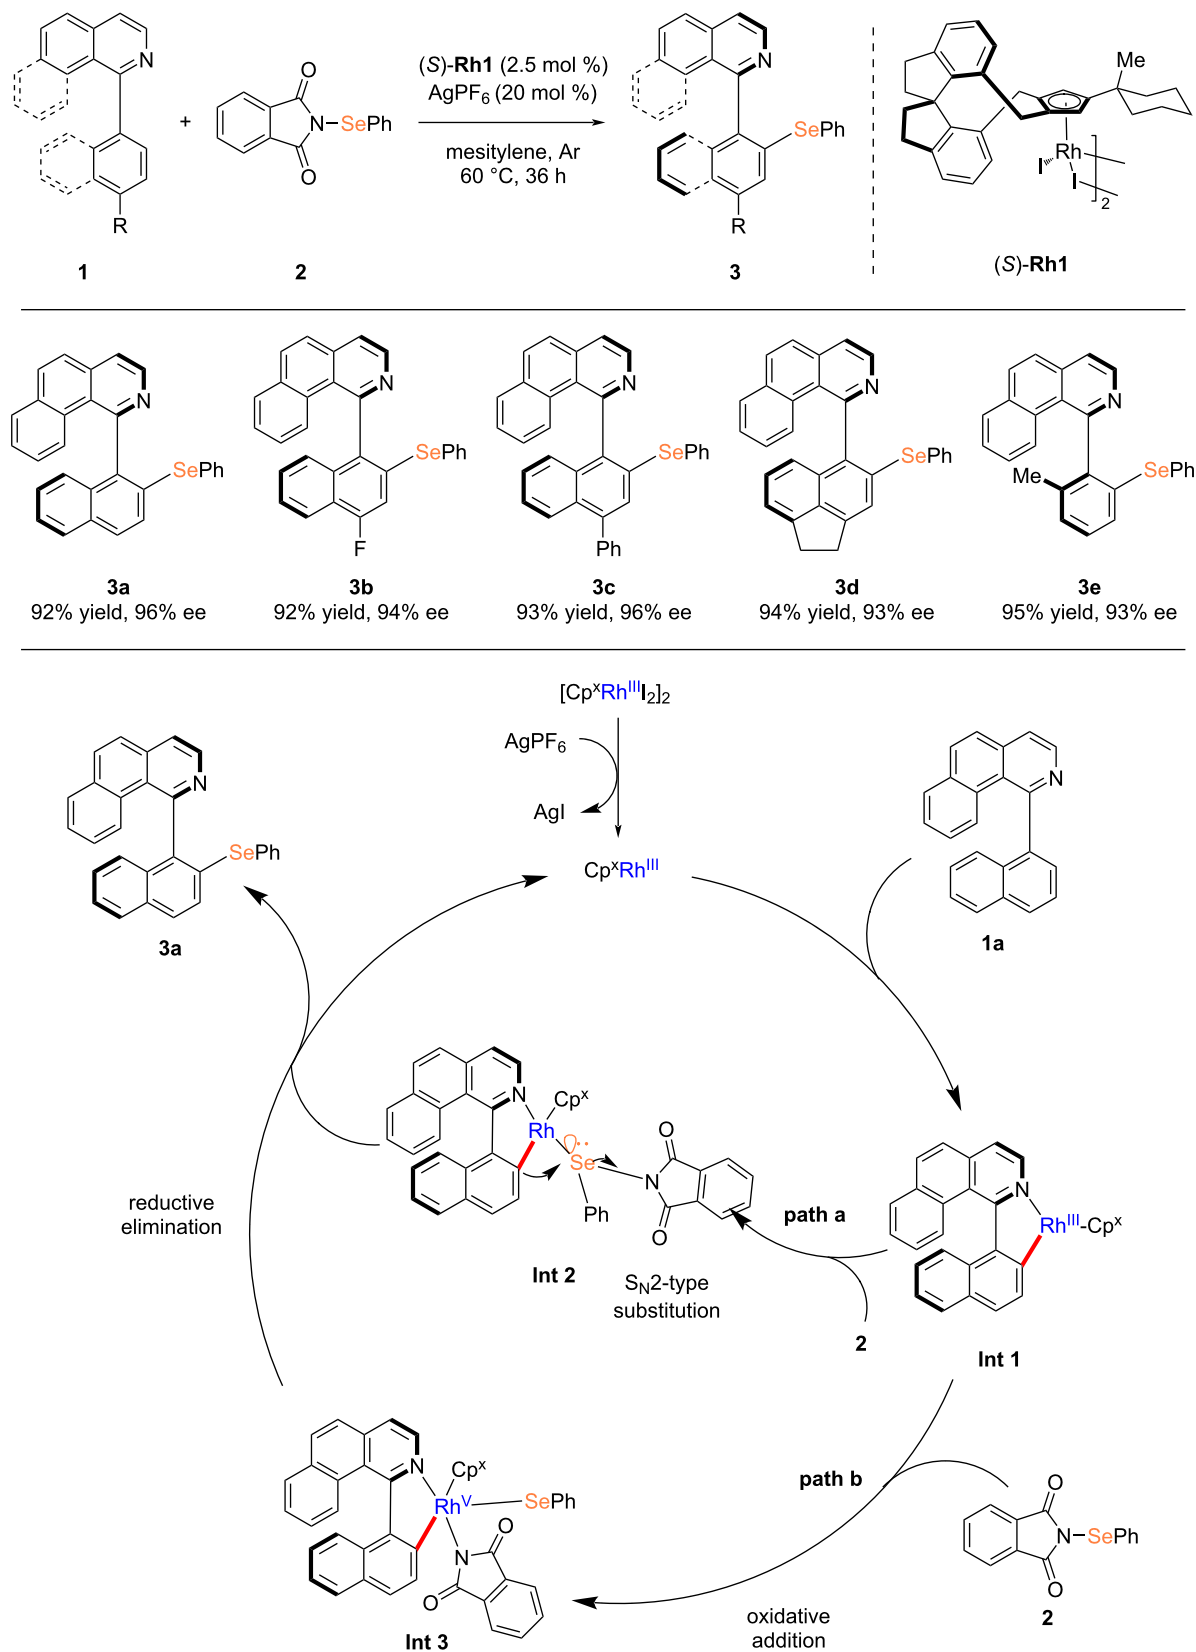 N
R
1
+
O
N
SePh
O
2
(S)-Rh1 (2.5 mol %)
AgPF6 (20 mol %)
mesitylene, Ar
60 °C, 36 h
N
SePh
R
3
Me
Rh
I
I
2
(S)-Rh1
N
SePh
3a
92% yield, 96% ee
N
SePh
F
3b
92% yield, 94% ee
N
SePh
Ph
3c
93% yield, 96% ee
N
SePh
3d
94% yield, 93% ee
N
Me
SePh
3e
95% yield, 93% ee
[CpxRhIIII2]2
AgPF6
AgI
CpxRhIII
N
SePh
3a
N
1a
N
Cpx
Rh
Se
Ph
O
N
O
Int 2
path a
SN2-type
substitution
2
N
RhIII-Cpx
Int 1
reductive
elimination
N
Cpx
RhV
SePh
O
N
O
Int 3
path b
O
N
SePh
O
2
oxidative
addition